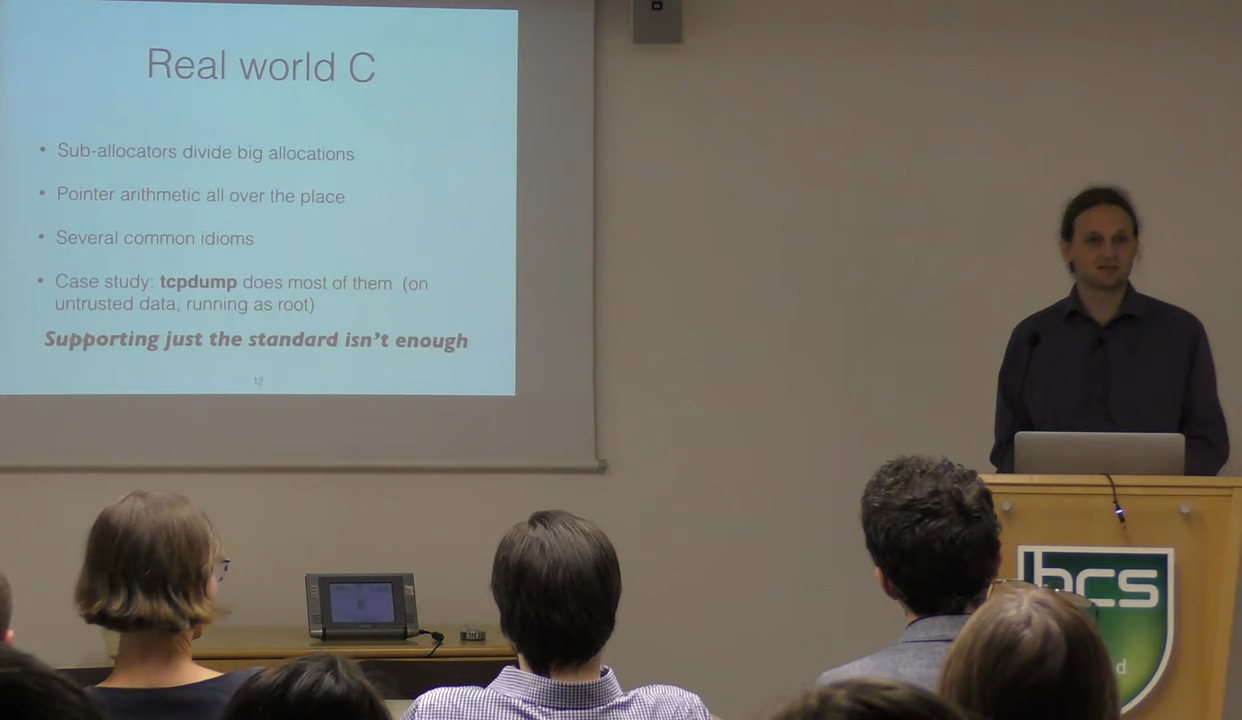 Real world C
• Sub-allocators divide big allocations
• Pointer arithmetic all over the place
• Several common idioms
• Case study: tcpdump does most of them (on
untrusted data, running as root)
Supporting just the standard isn't enough
12
bcs